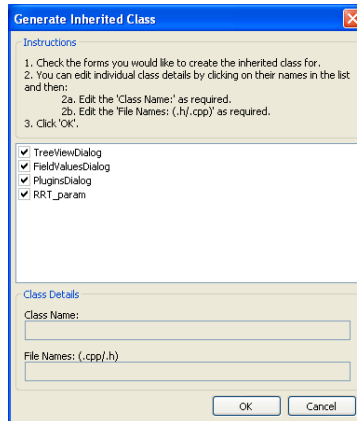 Generate Inherited Class
Instructions
1. Check the forms you would like to create the inherited class for.
2. You can edit individual class details by clicking on their names in the list
and then:
2a. Edit the 'Class Name:' as required.
2b. Edit the 'File Names: (.h/.cpp)' as required.
3. Click 'OK'.
TreeViewDialog
FieldValuesDialog
PluginsDialog
RRT_param
Class Details
Class Name:
File Names: (.cpp/.h)
OK
Cancel